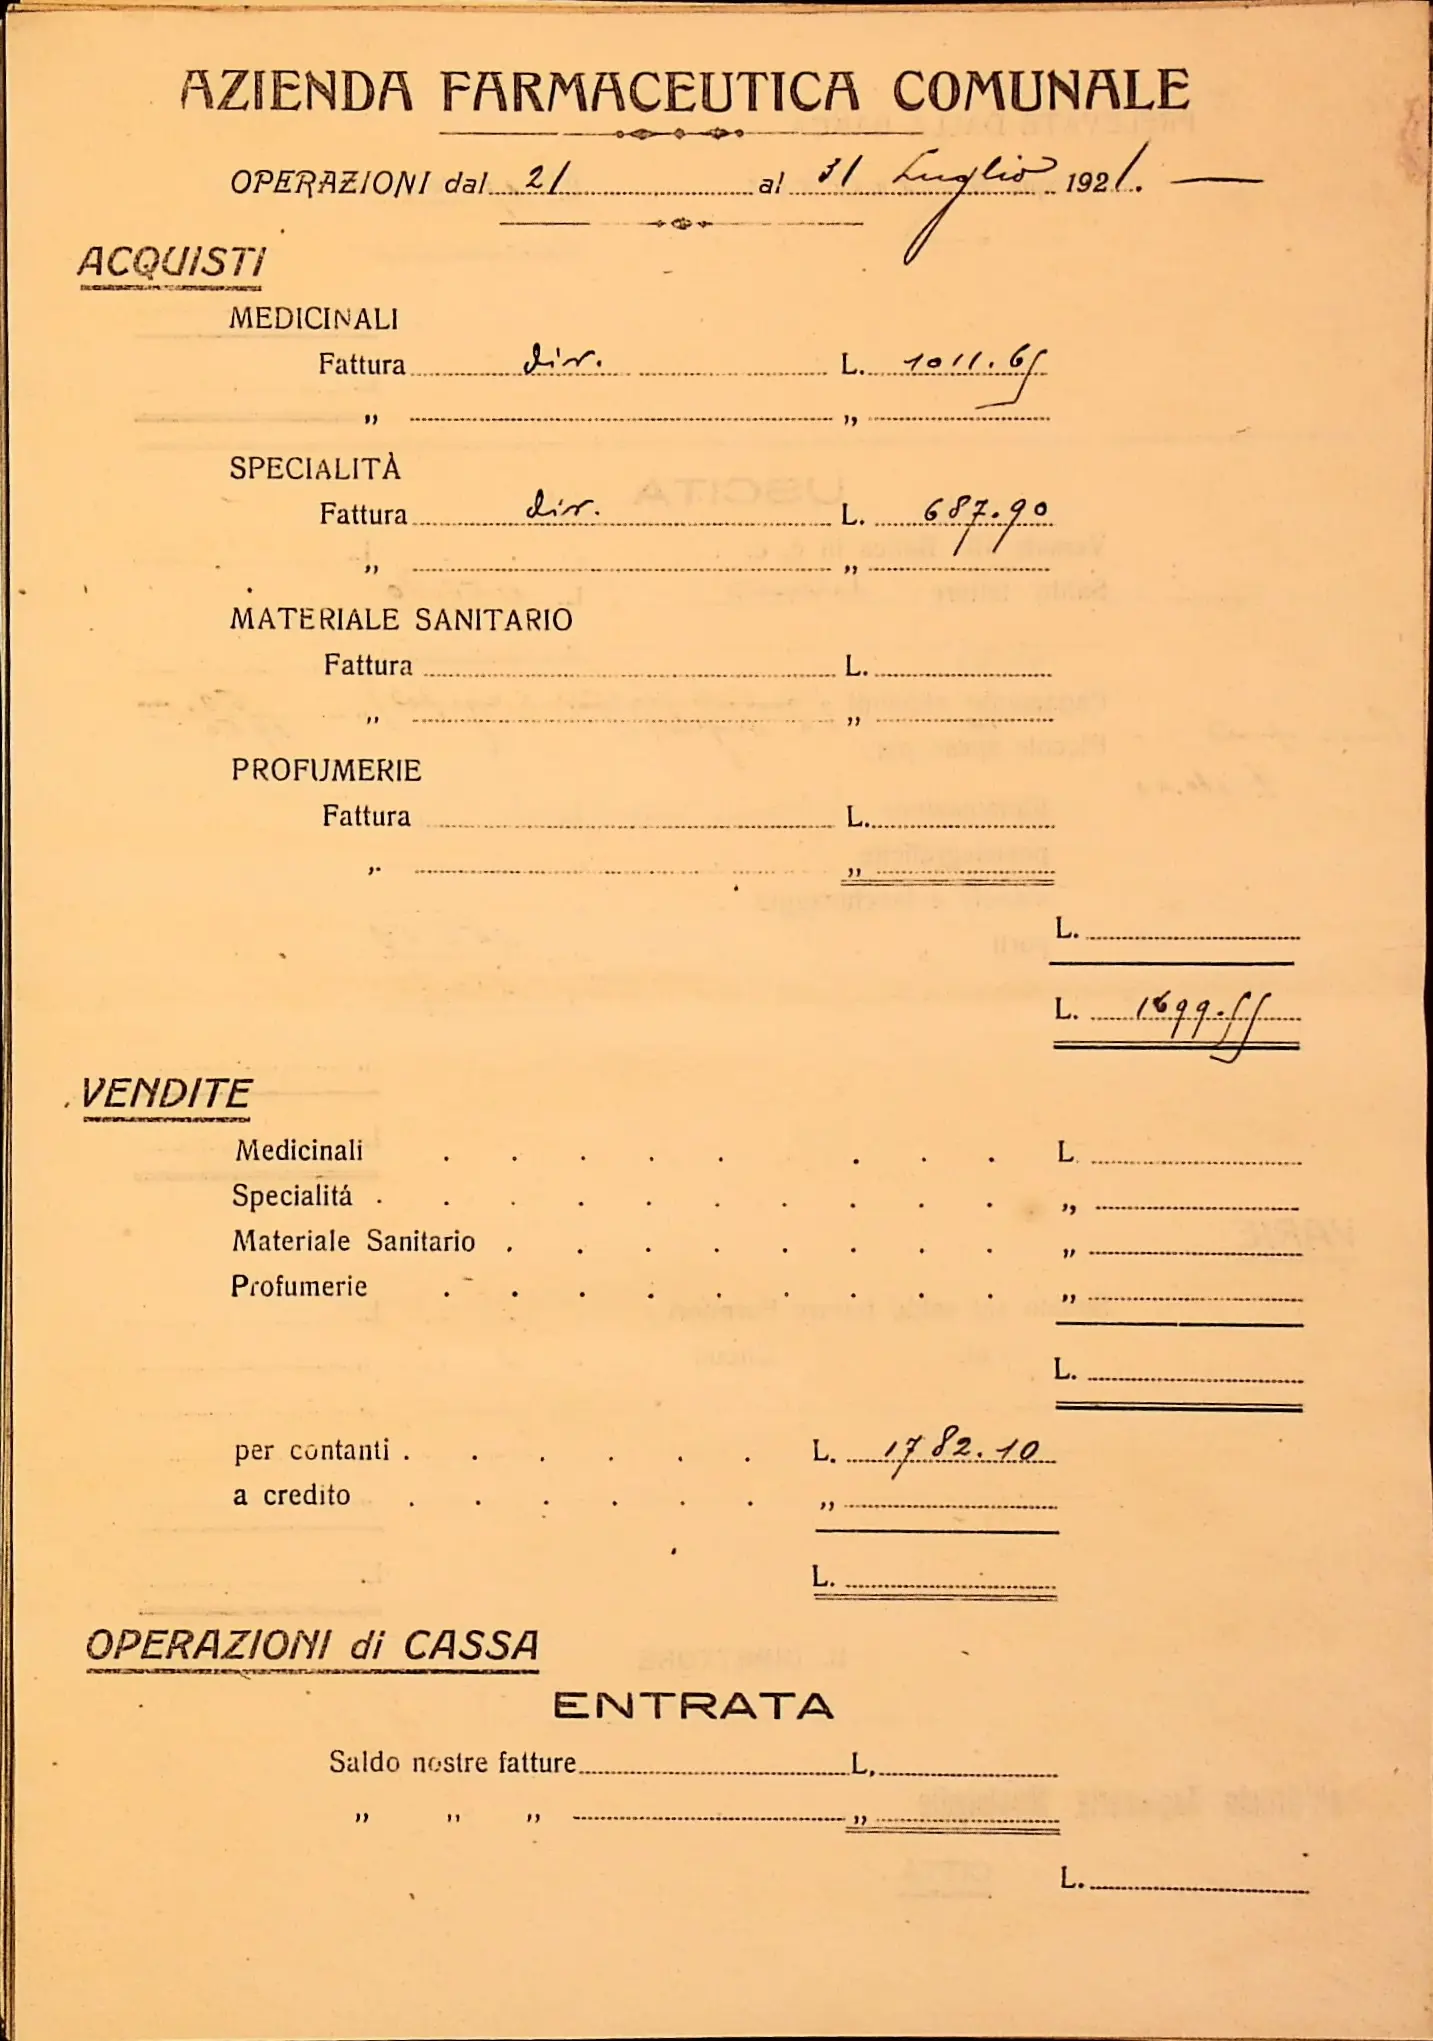 AZIENDA FARMACEUTICA COMUNALE
OPERAZIONI dal 21 al 31 Luglio 1921. —
ACQUISTI
MEDICINALI
Fattura div. L. 1011.65
„ „
SPECIALITÀ
Fattura div. L. 687.90
„ „
MATERIALE SANITARIO
Fattura L.
„ „
PROFUMERIE
Fattura L.
„ „
L.
L. 1699.55
VENDITE
Medicinali . . . . . . . . L.
Specialitá . . . . . . . . . . „
Materiale Sanitario . . . . . . . . „
Profumerie . . . . . . . . . „
L.
per contanti . . . . . . L. 1782.10
a credito . . . . . . „
L.
OPERAZIONI di CASSA
ENTRATA
Saldo nostre fatture L.
„ „ „ „
L.